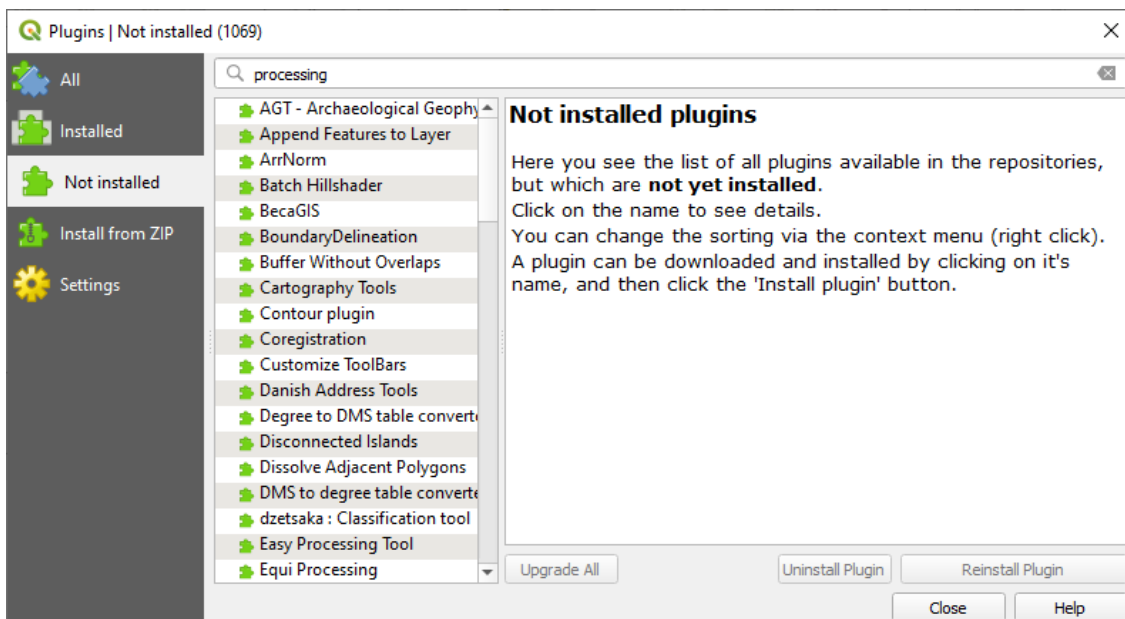 Plugins | Not installed (1069)
All
Installed
Not installed
Install from ZIP
Settings
processing
AGT - Archaeological Geophy
Append Features to Layer
ArrNorm
Batch Hillshader
BecaGIS
BoundaryDelineation
Buffer Without Overlaps
Cartography Tools
Contour plugin
Coregistration
Customize ToolBars
Danish Address Tools
Degree to DMS table converte
Disconnected Islands
Dissolve Adjacent Polygons
DMS to degree table converte
dzetsaka : Classification tool
Easy Processing Tool
Equi Processing
Not installed plugins
Here you see the list of all plugins available in the repositories,
but which are not yet installed.
Click on the name to see details.
You can change the sorting via the context menu (right click).
A plugin can be downloaded and installed by clicking on it's
name, and then click the 'Install plugin' button.
Upgrade All
Uninstall Plugin
Reinstall Plugin
Close
Help